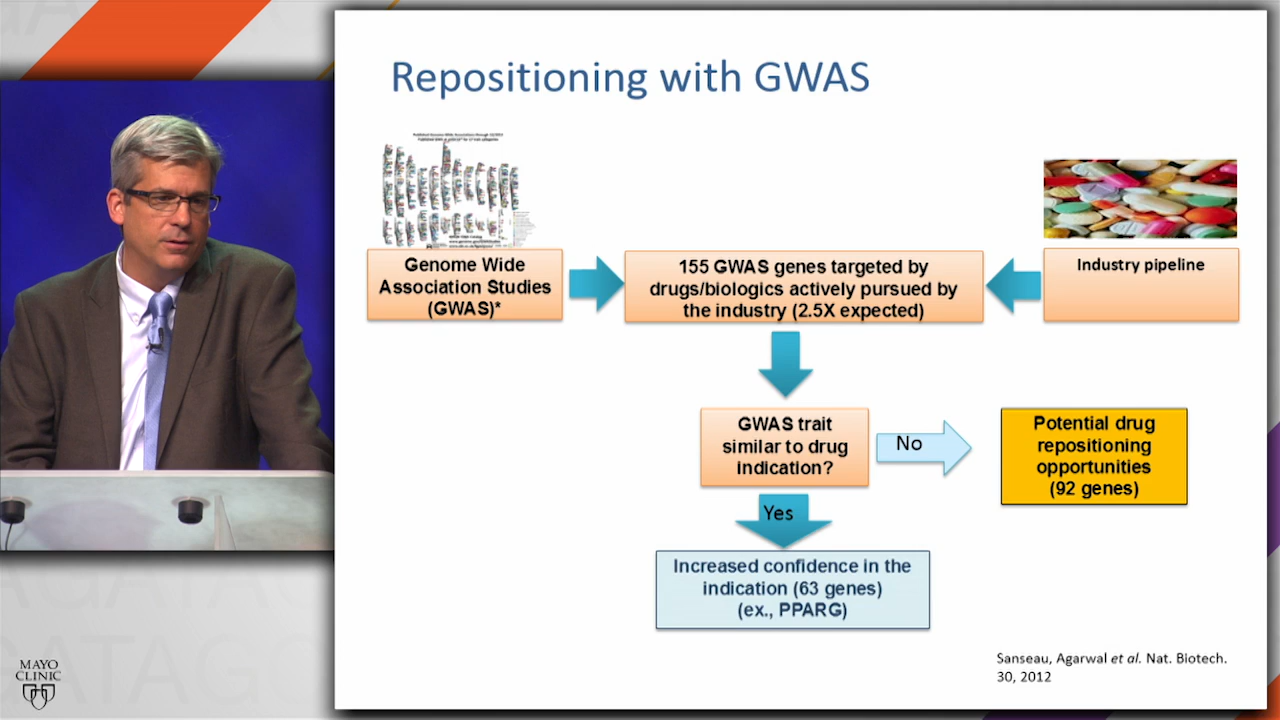 Repositioning with GWAS
Genome Wide
Association Studies
(GWAS)*
155 GWAS genes targeted by
drugs/biologics actively pursued by
the industry (2.5X expected)
Industry pipeline
GWAS trait
similar to drug
indication?
No
Potential drug
repositioning
opportunities
(92 genes)
Yes
Increased confidence in the
indication (63 genes)
(ex., PPARG)
Sanseau, Agarwal et al. Nat. Biotech.
30, 2012
MAYO
CLINIC